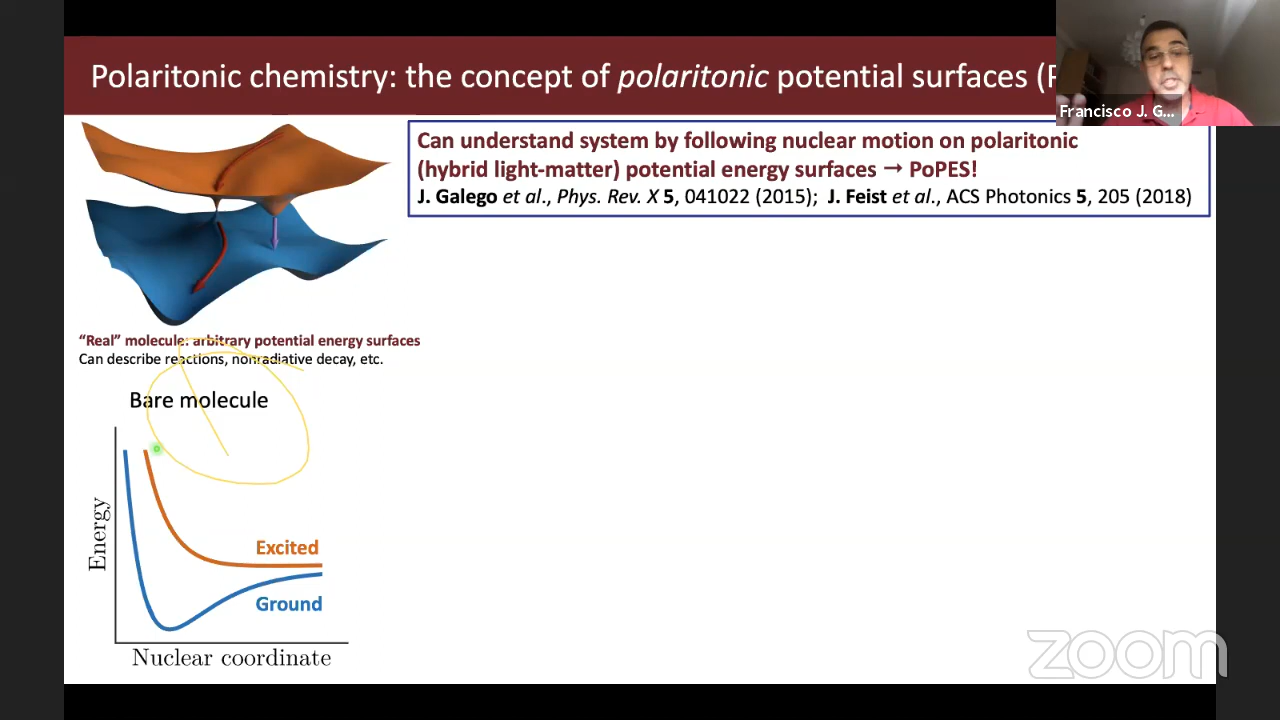 Polaritonic chemistry: the concept of polaritonic potential surfaces (
Francisco J. G...
Can understand system by following nuclear motion on polaritonic
(hybrid light-matter) potential energy surfaces → PoPES!
J. Galego et al., Phys. Rev. X 5, 041022 (2015); J. Feist et al., ACS Photonics 5, 205 (2018)
“Real” molecule: arbitrary potential energy surfaces
Can describe reactions, nonradiative decay, etc.
Bare molecule
Energy
Excited
Ground
Nuclear coordinate
zoom